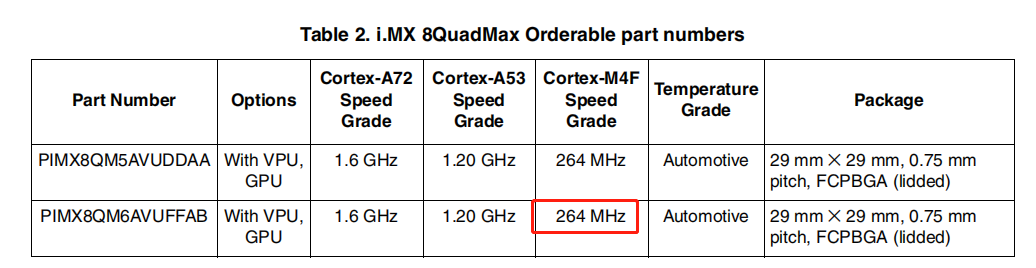 Table 2. i.MX 8QuadMax Orderable part numbers
Part Number Options Cortex-A72 Speed Grade Cortex-A53 Speed Grade Cortex-M4F Speed Grade Temperature Grade Package
PIMX8QM5AVUDDAA With VPU, 1.6 GHz 1.20 GHz 264 MHz Automotive 29 mm × 29 mm, 0.75 mm
GPU pitch, FCPBGA (lidded)
PIMX8QM6AVUFFAB With VPU, 1.6 GHz 1.20 GHz 264 MHz Automotive 29 mm × 29 mm, 0.75 mm
GPU pitch, FCPBGA (lidded)